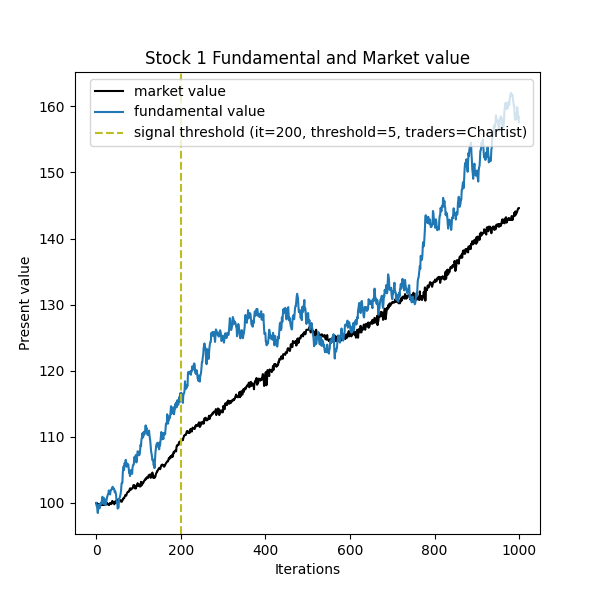 Stock 1 Fundamental and Market value
market value
fundamental value
signal threshold (it=200, threshold=5, traders=Chartist)
Present value
160
150
140
130
120
110
100
0 200 400 600 800 1000
Iterations